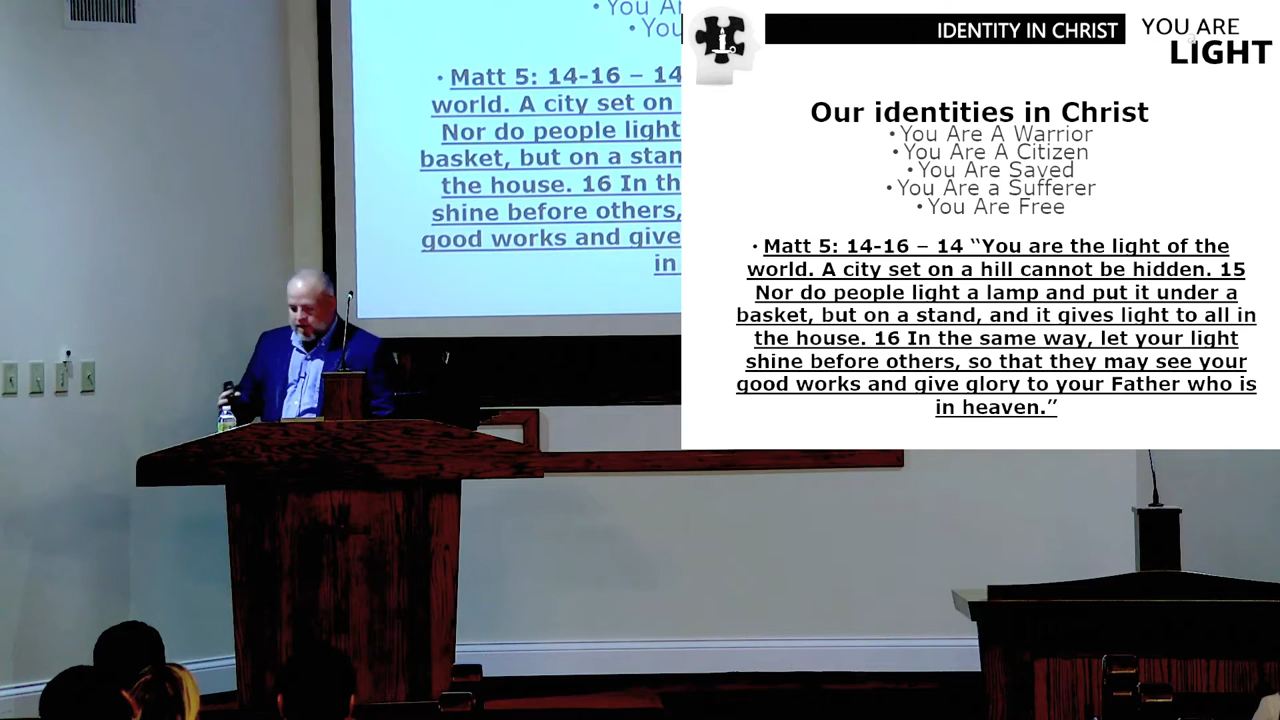 • You A
• You
• Matt 5: 14-16 – 14
world. A city set on
Nor do people light
basket, but on a stan
the house. 16 In th
shine before others,
good works and give
in
IDENTITY IN CHRIST
YOU ARE
LIGHT
Our identities in Christ
• You Are A Warrior
• You Are A Citizen
• You Are Saved
• You Are a Sufferer
• You Are Free
• Matt 5: 14-16 – 14 “You are the light of the
world. A city set on a hill cannot be hidden. 15
Nor do people light a lamp and put it under a
basket, but on a stand, and it gives light to all in
the house. 16 In the same way, let your light
shine before others, so that they may see your
good works and give glory to your Father who is
in heaven.”